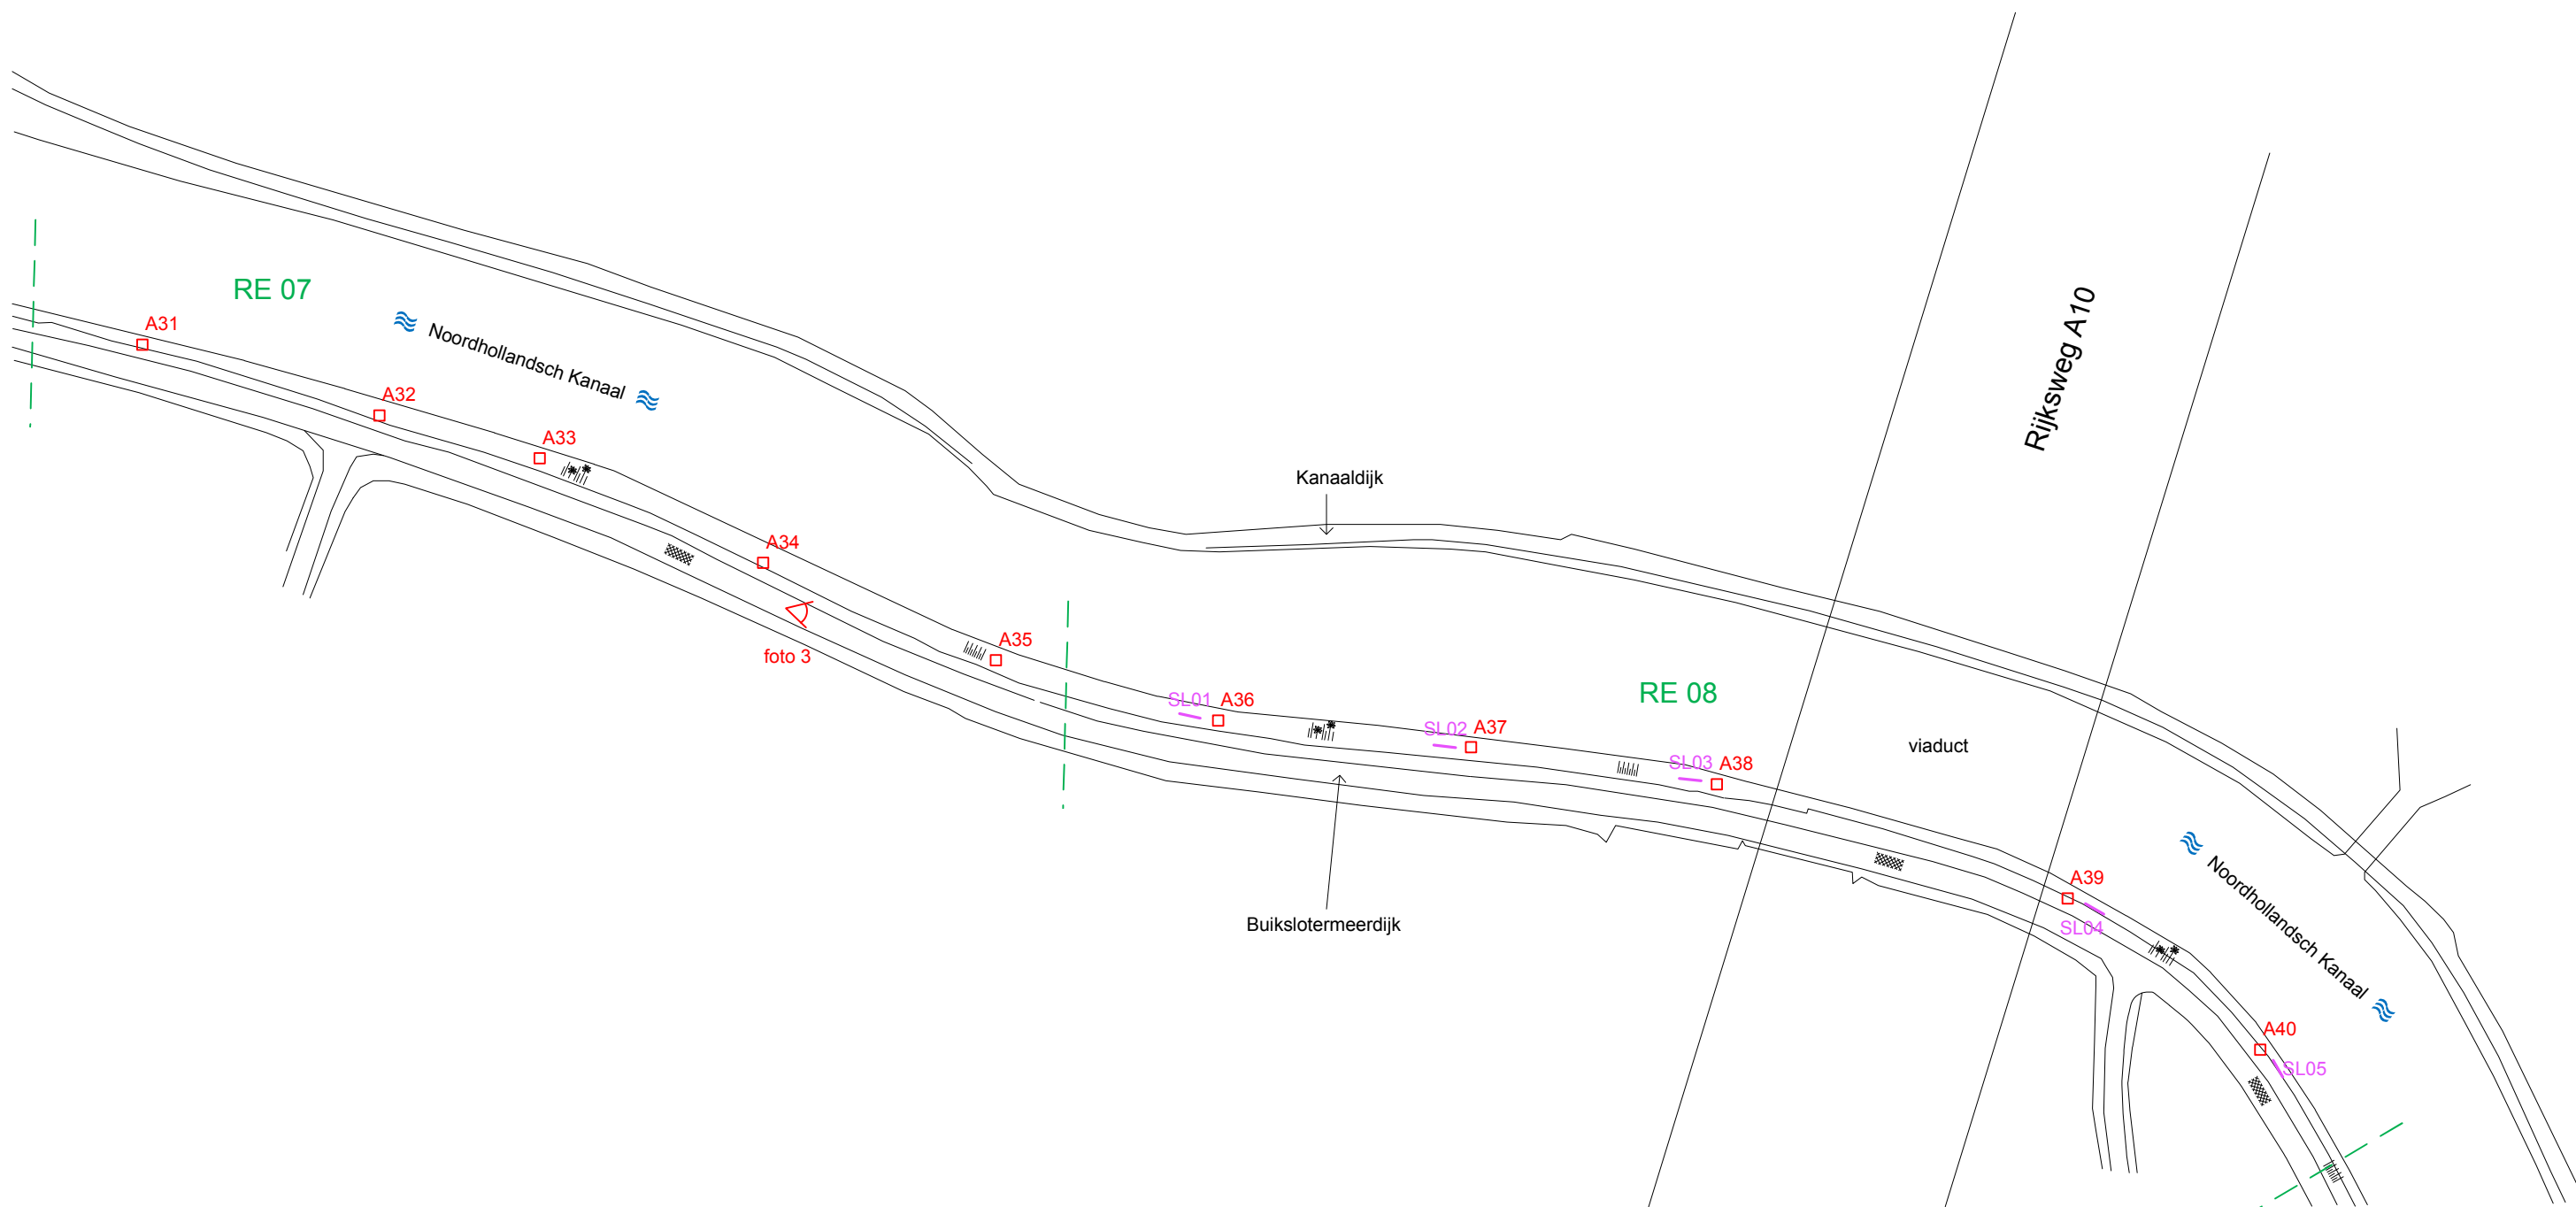 RE 07
A31
Noordhollandsch Kanaal
A32
A33
A34
foto 3
A35
Kanaaldijk
Rijksweg A10
RE 08
SL01
A36
SL02
A37
SL03
A38
viaduct
Buikslotermeerdijk
A39
SL04
Noordhollandsch Kanaal
A40
SL05